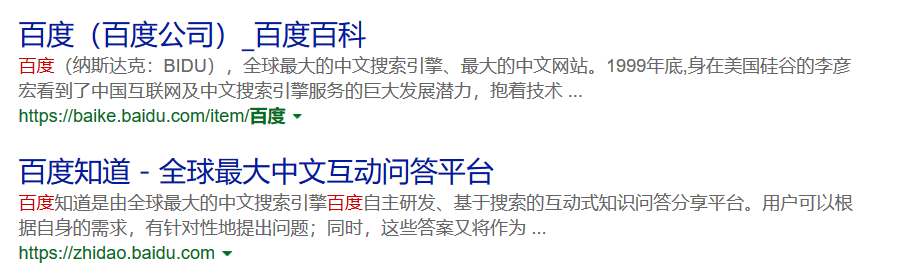 百度（百度公司）_百度百科
百度（纳斯达克：BIDU），全球最大的中文搜索引擎、最大的中文网站。1999年底,身在美国硅谷的李彦
宏看到了中国互联网及中文搜索引擎服务的巨大发展潜力，抱着技术 ...
https://baike.baidu.com/item/百度
百度知道 - 全球最大中文互动问答平台
百度知道是由全球最大的中文搜索引擎百度自主研发、基于搜索的互动式知识问答分享平台。用户可以根
据自身的需求，有针对性地提出问题；同时，这些答案又将作为 ...
https://zhidao.baidu.com